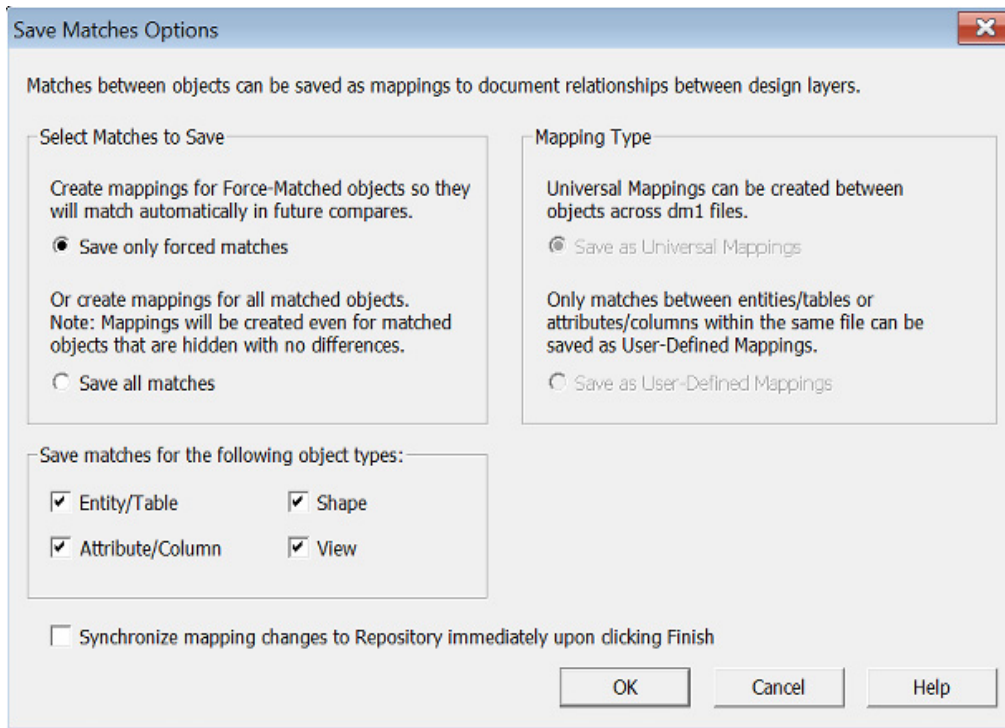 Save Matches Options
Matches between objects can be saved as mappings to document relationships between design layers.
Select Matches to Save
Create mappings for Force-Matched objects so they
will match automatically in future compares.
Save only forced matches
Or create mappings for all matched objects.
Note: Mappings will be created even for matched
objects that are hidden with no differences.
Save all matches
Mapping Type
Universal Mappings can be created between
objects across dm1 files.
Save as Universal Mappings
Only matches between entities/tables or
attributes/columns within the same file can be
saved as User-Defined Mappings.
Save as User-Defined Mappings
Save matches for the following object types:
Entity/Table
Shape
Attribute/Column
View
Synchronize mapping changes to Repository immediately upon clicking Finish
OK
Cancel
Help